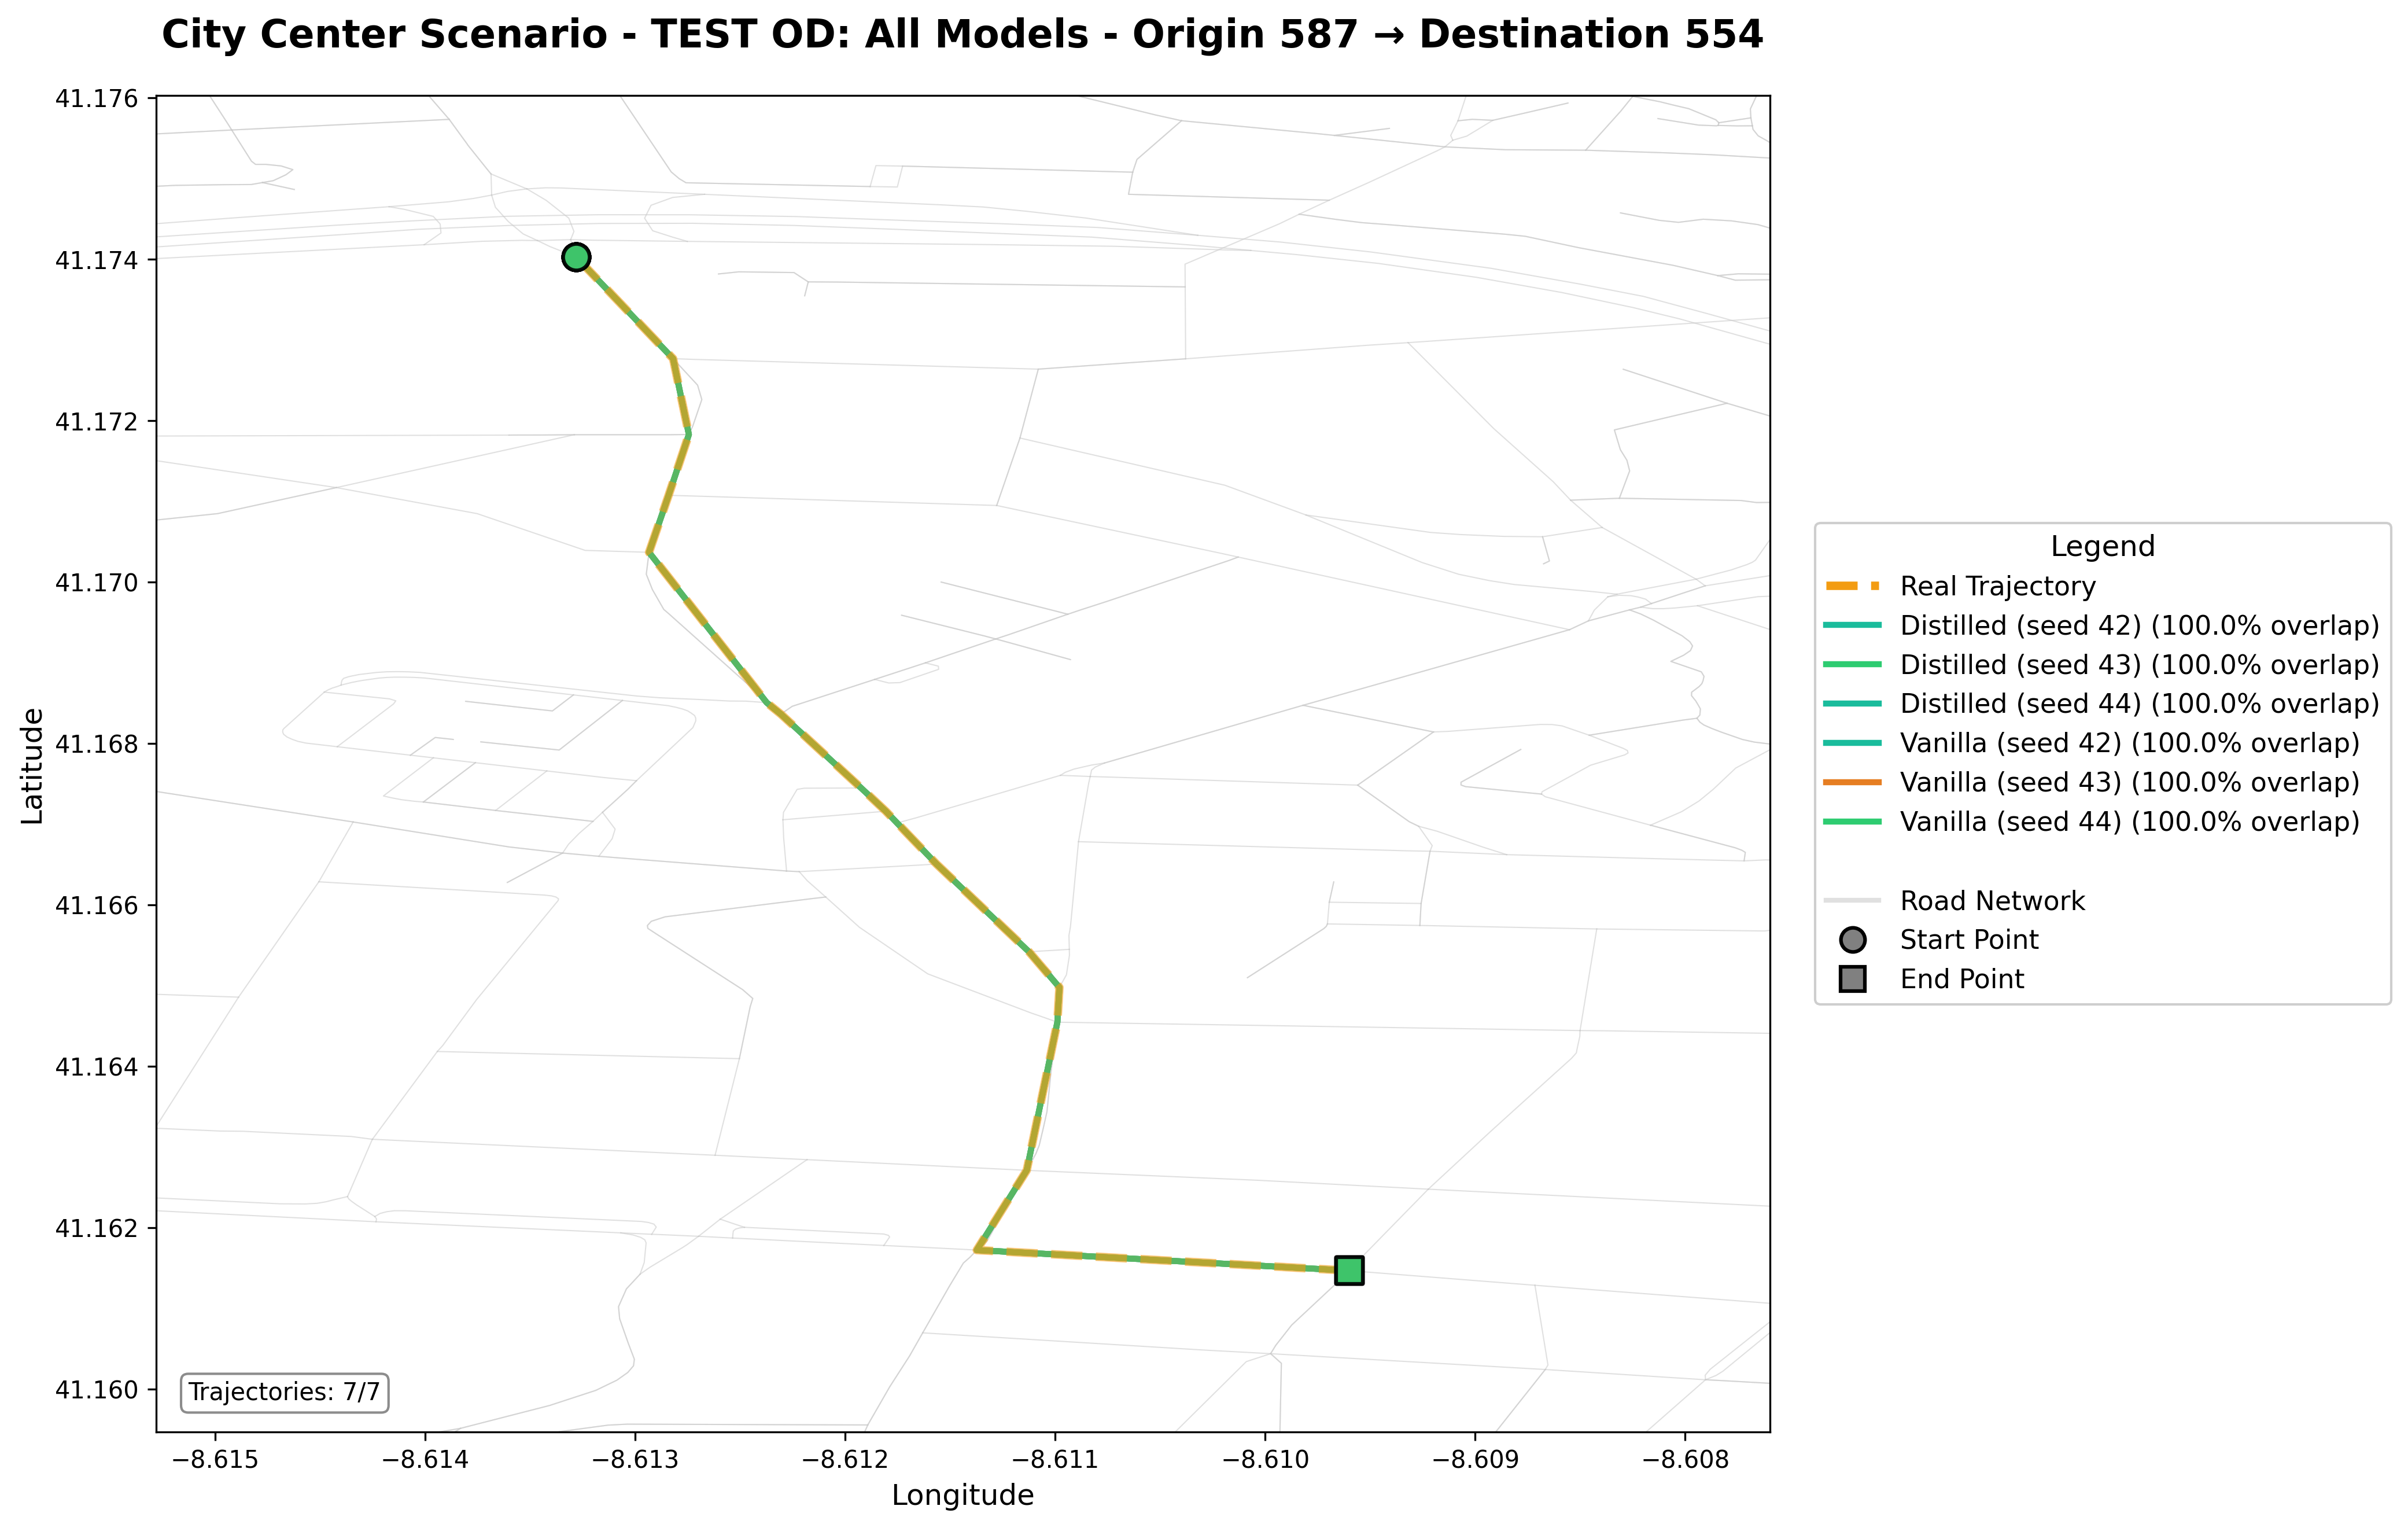 City Center Scenario - TEST OD: All Models - Origin 587 → Destination 554
41.176
41.174
41.172
41.170
41.168
41.166
41.164
41.162
41.160
Latitude
Trajectories: 7/7
−8.615
−8.614
−8.613
−8.612
−8.611
−8.610
−8.609
−8.608
Longitude
Legend
Real Trajectory
Distilled (seed 42) (100.0% overlap)
Distilled (seed 43) (100.0% overlap)
Distilled (seed 44) (100.0% overlap)
Vanilla (seed 42) (100.0% overlap)
Vanilla (seed 43) (100.0% overlap)
Vanilla (seed 44) (100.0% overlap)
Road Network
Start Point
End Point